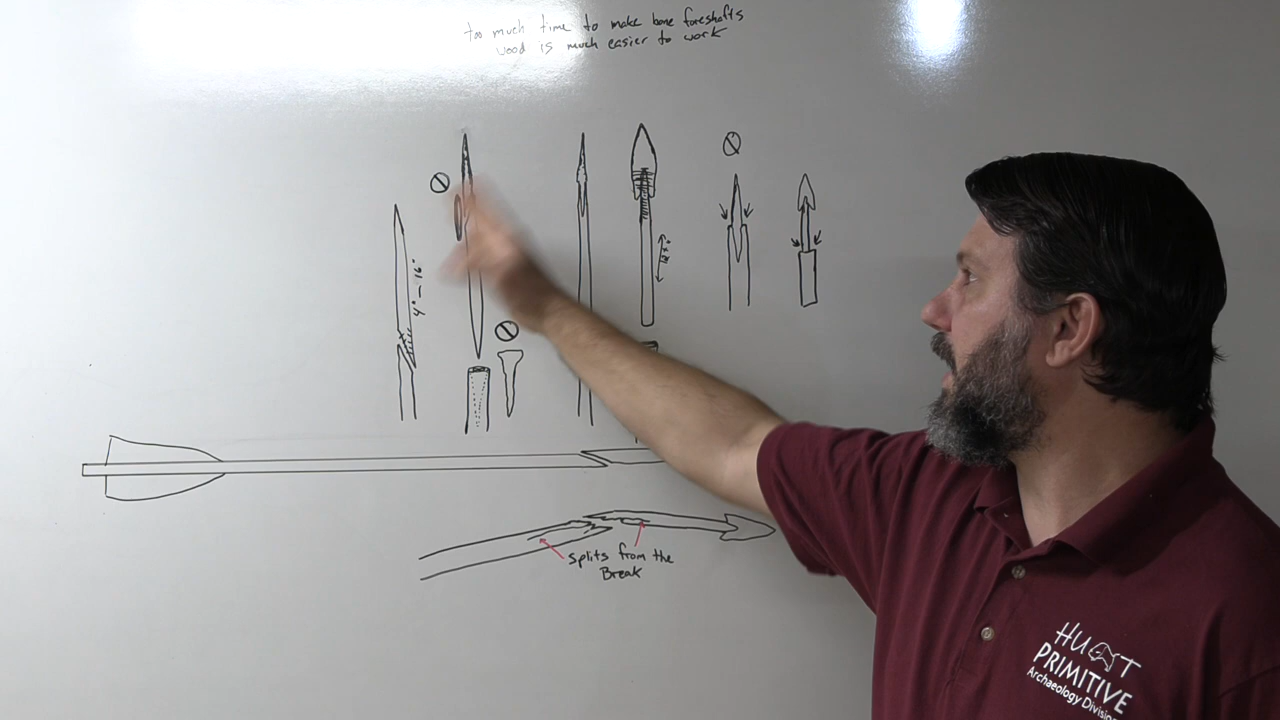 too much time to make bone foreshafts
wood is much easier to work
4" – 16"
splits from the
Break
HUNT
PRIMITIVE
Archaeology Division